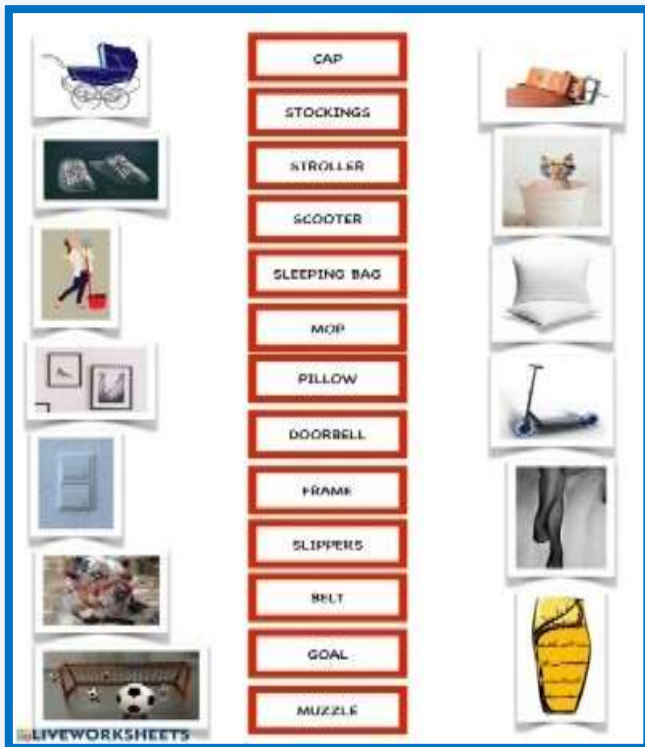 CAP
STOCKINGS
STROLLER
SCOOTER
SLEEPING BAG
MOP
PILLOW
DOORBELL
FRAME
SLIPPERS
BELT
GOAL
MUZZLE
LIVEWORKSHEETS